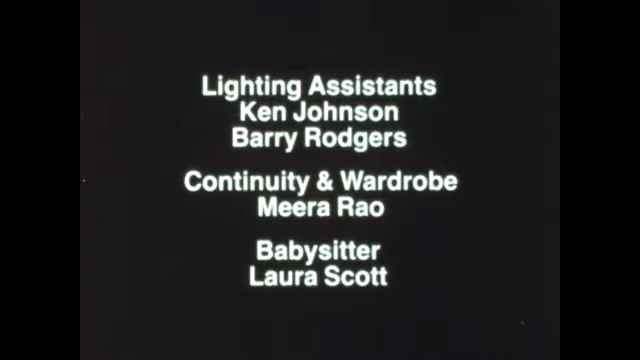 Lighting Assistants
Ken Johnson
Barry Rodgers
Continuity & Wardrobe
Meera Rao
Babysitter
Laura Scott